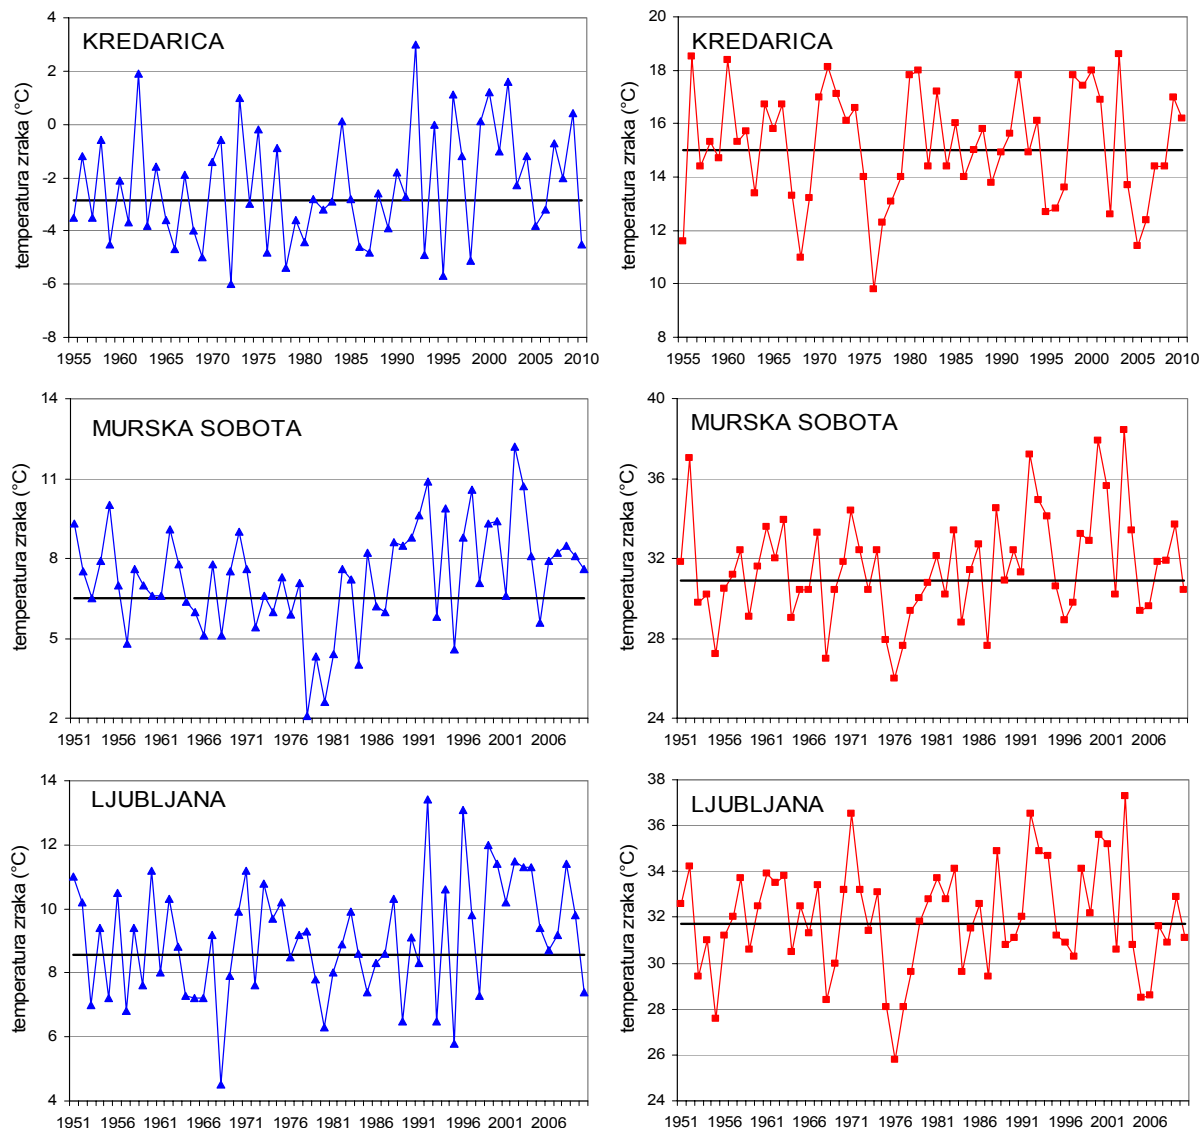 KREDARICA
temperatura zraka (°C)
4
2
0
-2
-4
-6
-8
1955 1960 1965 1970 1975 1980 1985 1990 1995 2000 2005 2010
KREDARICA
temperatura zraka (°C)
20
18
16
14
12
10
8
1955 1960 1965 1970 1975 1980 1985 1990 1995 2000 2005 2010
MURSKA SOBOTA
temperatura zraka (°C)
14
11
8
5
2
1951 1956 1961 1966 1971 1976 1981 1986 1991 1996 2001 2006
MURSKA SOBOTA
temperatura zraka (°C)
40
36
32
28
24
1951 1956 1961 1966 1971 1976 1981 1986 1991 1996 2001 2006
LJUBLJANA
temperatura zraka (°C)
14
12
10
8
6
4
1951 1956 1961 1966 1971 1976 1981 1986 1991 1996 2001 2006
LJUBLJANA
temperatura zraka (°C)
38
36
34
32
30
28
26
24
1951 1956 1961 1966 1971 1976 1981 1986 1991 1996 2001 2006